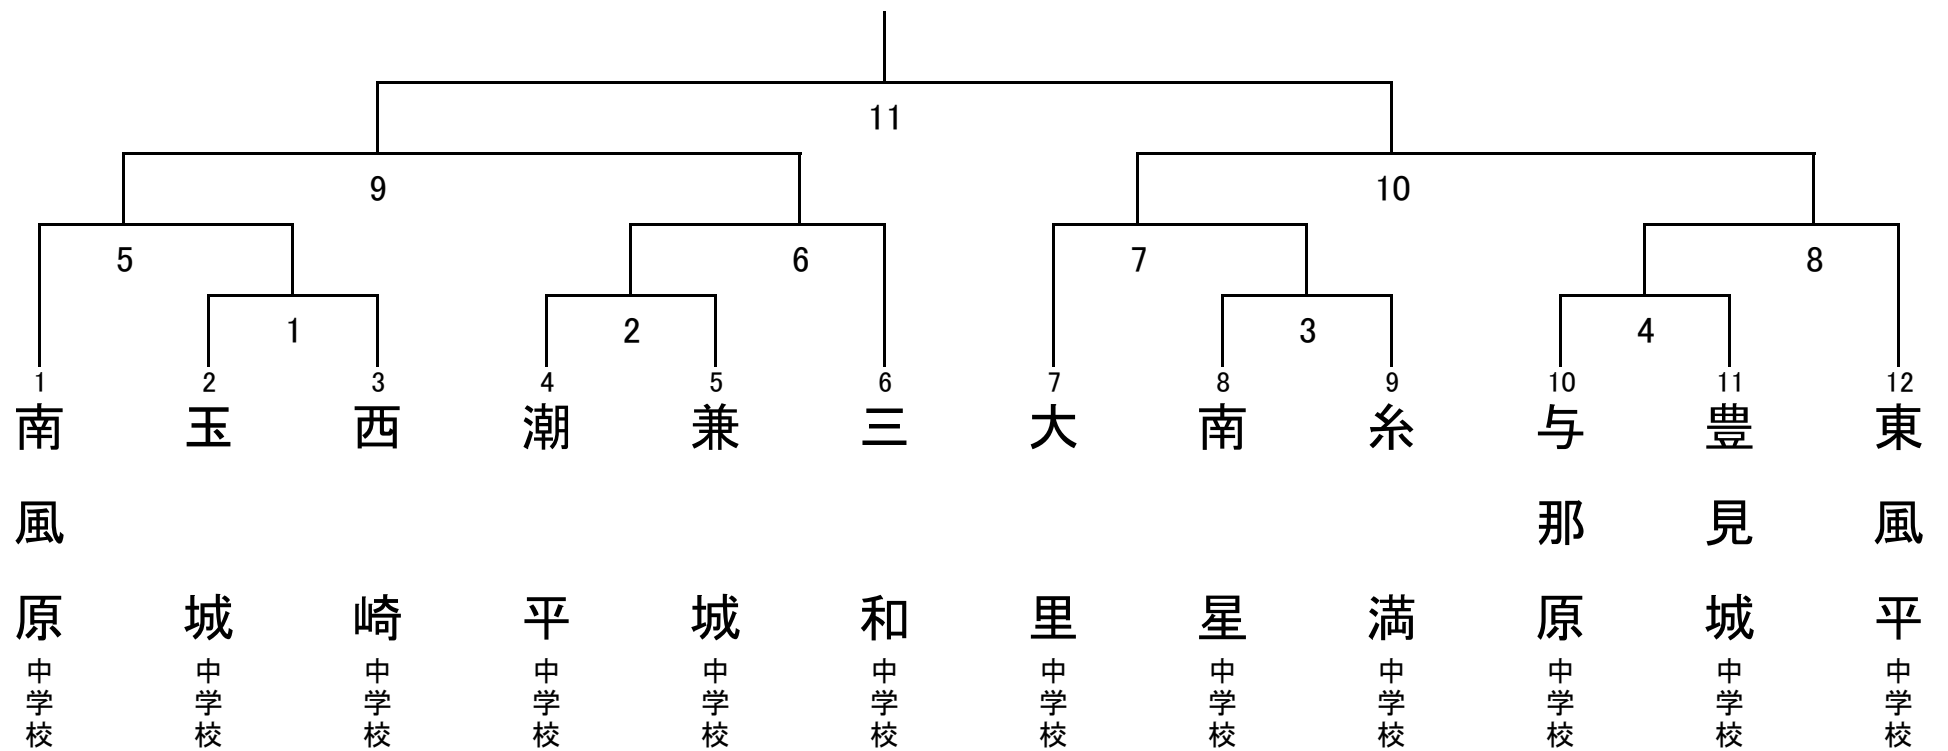 11
9
10
5
6
7
8
1
2
3
4
1
南風原中学校
2
玉城中学校
3
西崎中学校
4
潮平中学校
5
兼城中学校
6
三和中学校
7
大里中学校
8
南星中学校
9
糸満中学校
10
与那原中学校
11
豊見城中学校
12
東風平中学校